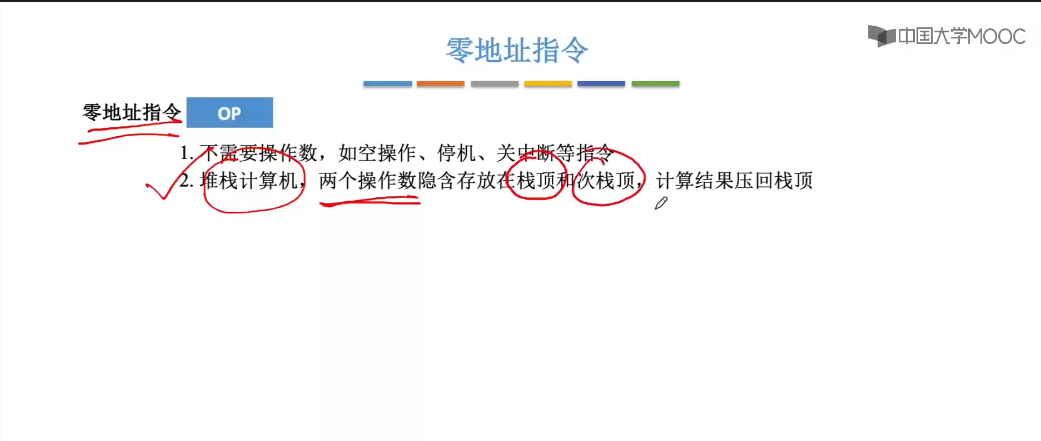 中国大学MOOC
零地址指令
零地址指令 OP
1. 不需要操作数，如空操作、停机、关中断等指令
2. 堆栈计算机，两个操作数隐含存放在栈顶和次栈顶，计算结果压回栈顶